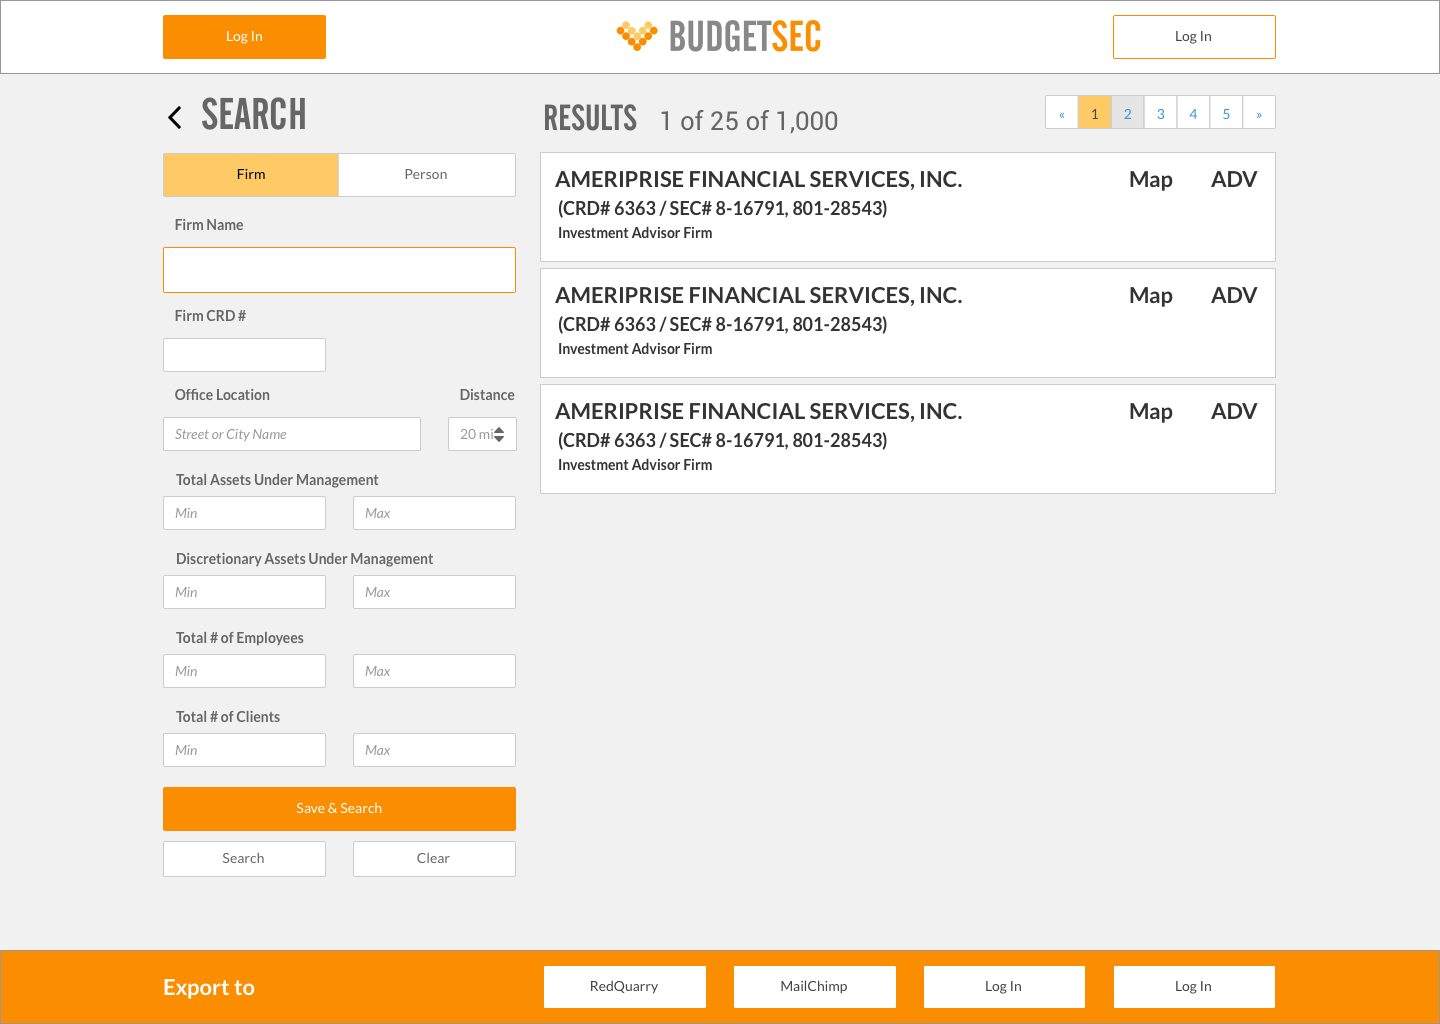 Log In
BUDGETSEC
Log In
SEARCH
RESULTS 1 of 25 of 1,000
« 1 2 3 4 5 »
Firm Person
Firm Name
Firm CRD #
Office Location Distance
Street or City Name 20 mi
Total Assets Under Management
Min Max
Discretionary Assets Under Management
Min Max
Total # of Employees
Min Max
Total # of Clients
Min Max
Save & Search
Search Clear
AMERIPRISE FINANCIAL SERVICES, INC. Map ADV
(CRD# 6363 / SEC# 8-16791, 801-28543)
Investment Advisor Firm
AMERIPRISE FINANCIAL SERVICES, INC. Map ADV
(CRD# 6363 / SEC# 8-16791, 801-28543)
Investment Advisor Firm
AMERIPRISE FINANCIAL SERVICES, INC. Map ADV
(CRD# 6363 / SEC# 8-16791, 801-28543)
Investment Advisor Firm
Export to RedQuarry MailChimp Log In Log In